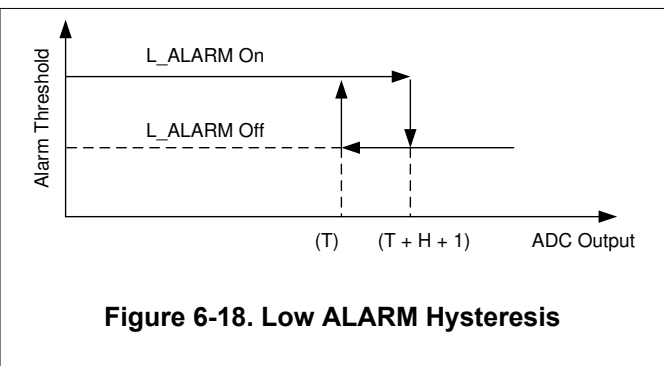 Alarm Threshold
L_ALARM On
L_ALARM Off
(T)
(T + H + 1)
ADC Output
Figure 6-18. Low ALARM Hysteresis